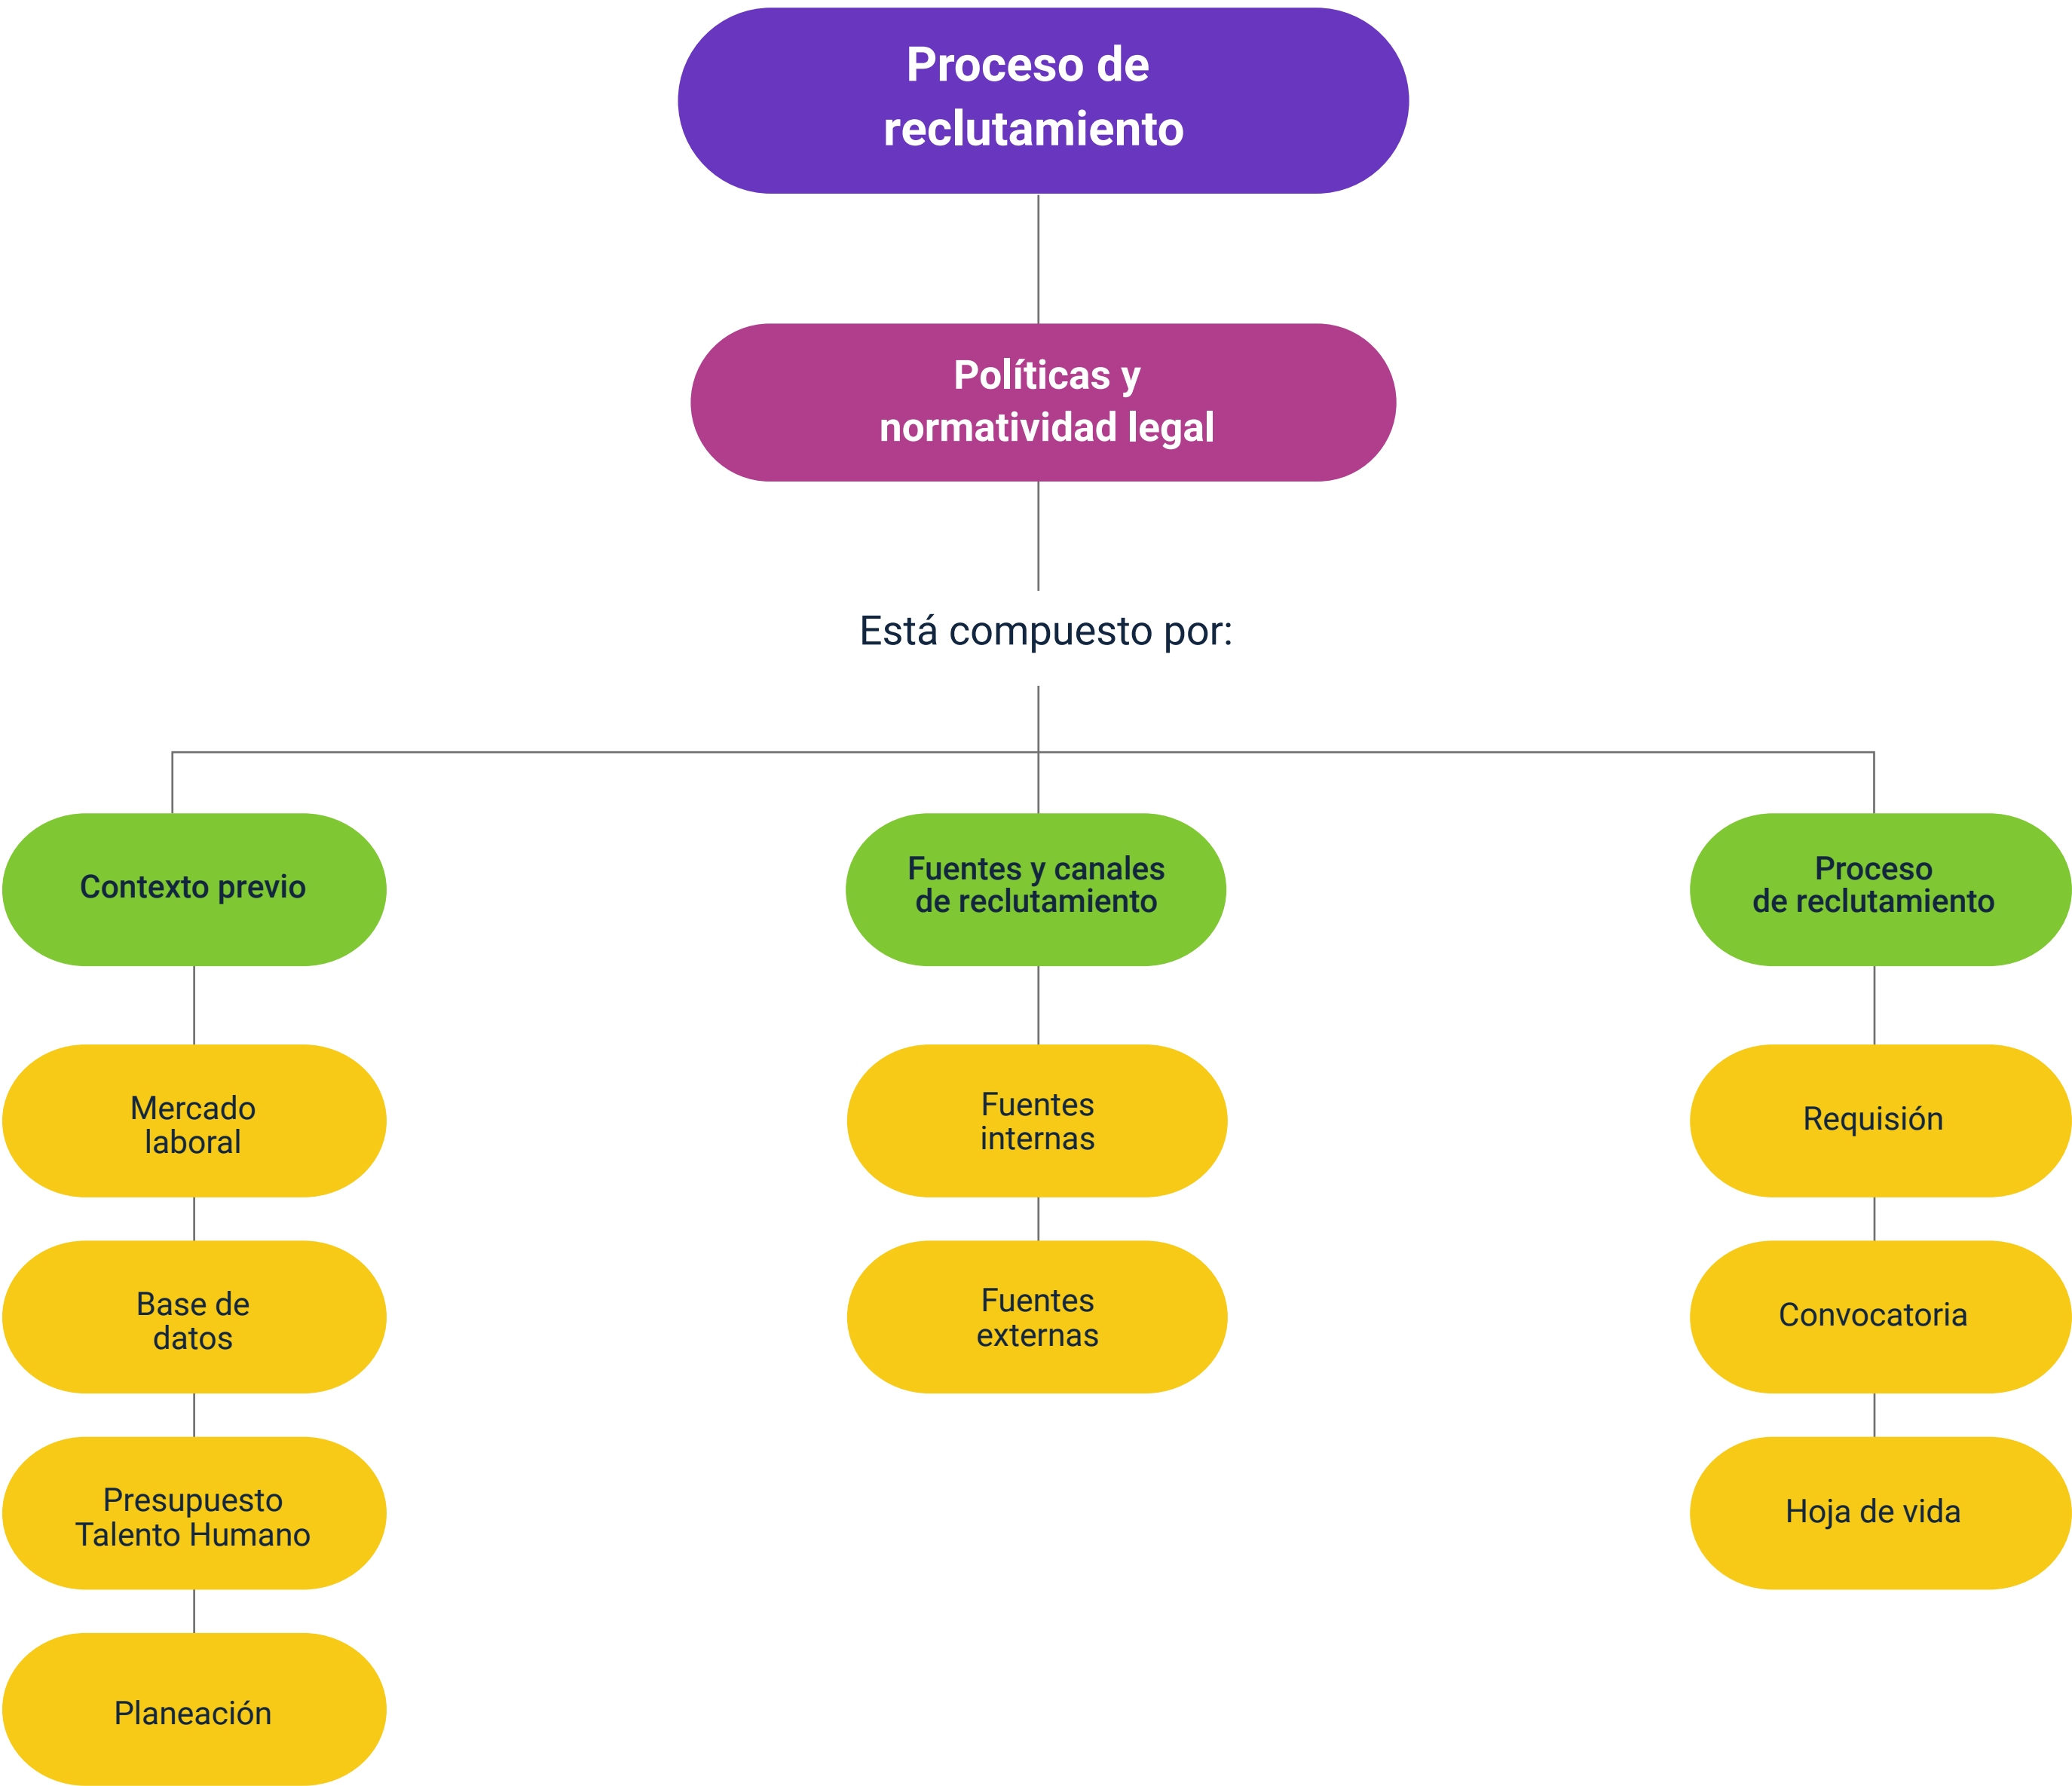 Proceso de
reclutamiento
Políticas y
normatividad legal
Está compuesto por:
Contexto previo
Fuentes y canales
de reclutamiento
Proceso
de reclutamiento
Mercado
laboral
Fuentes
internas
Requisión
Base de
datos
Fuentes
externas
Convocatoria
Presupuesto
Talento Humano
Hoja de vida
Planeación